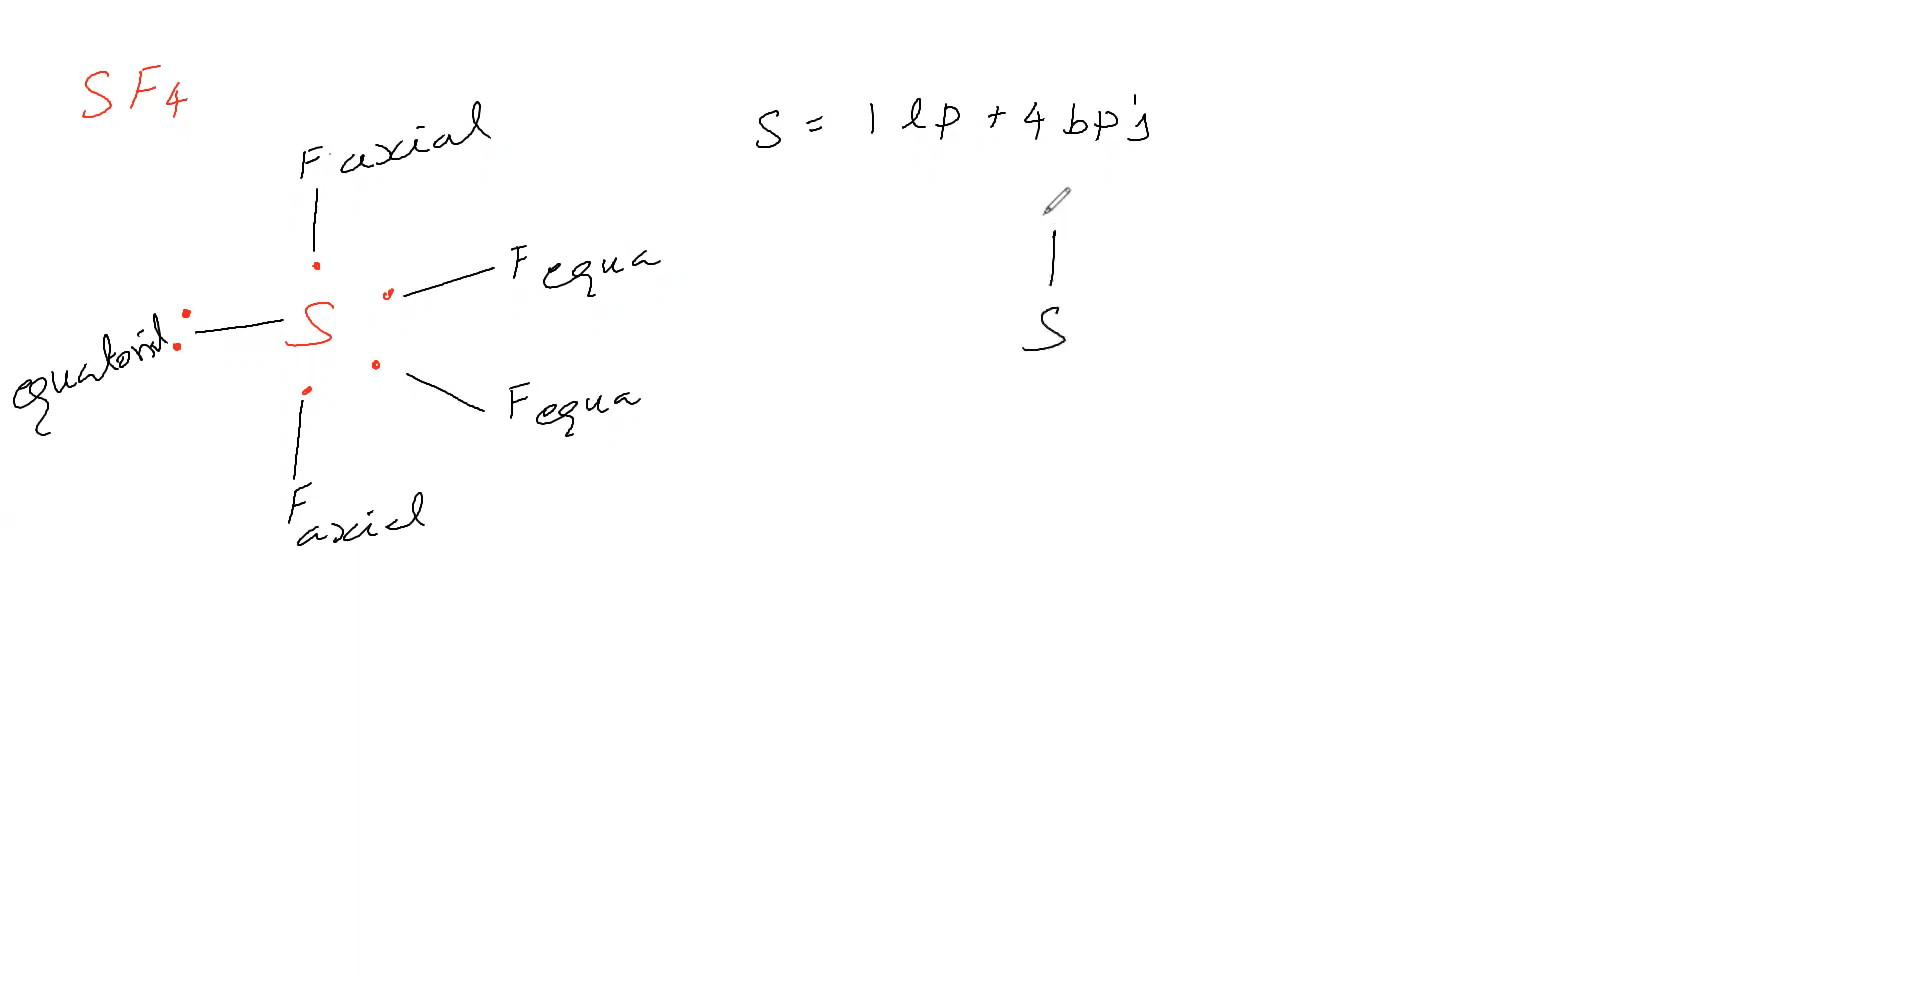 SF4
S = 1 lp + 4 bp's
F axial
F equa
S
equatorial
S
F equa
F
axial